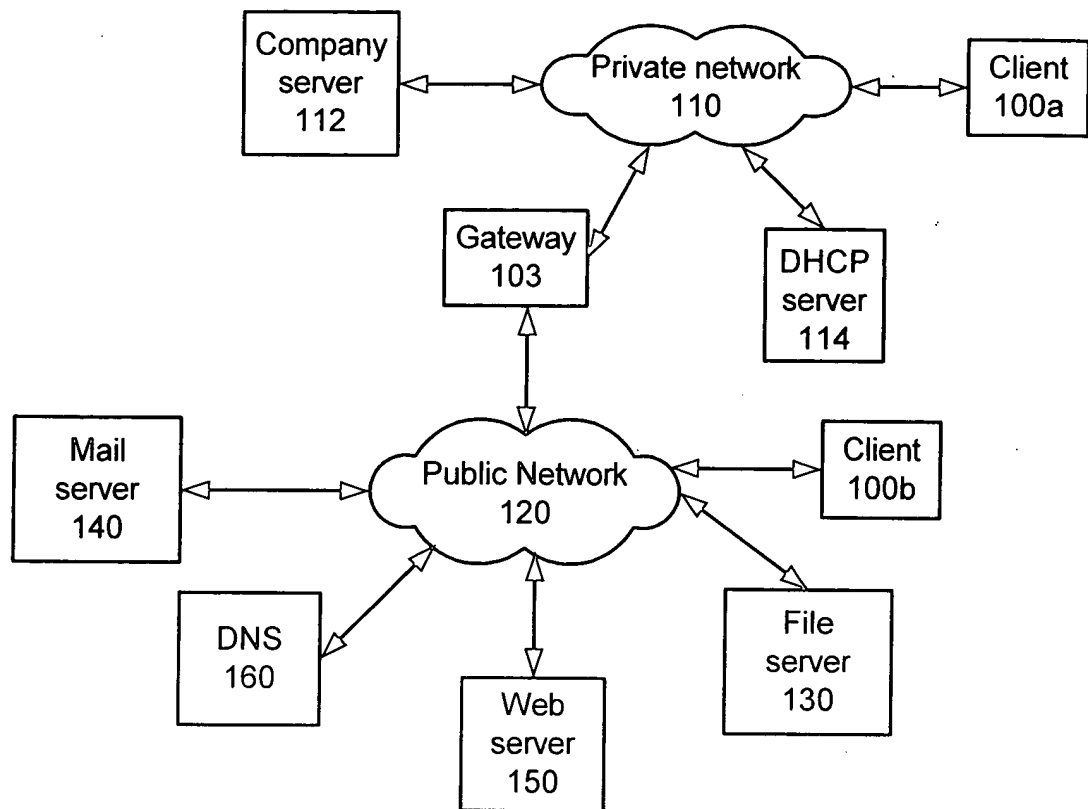 Company
server
112
Private network
110
Client
100a
Gateway
103
DHCP
server
114
Mail
server
140
Public Network
120
Client
100b
DNS
160
Web
server
150
File
server
130